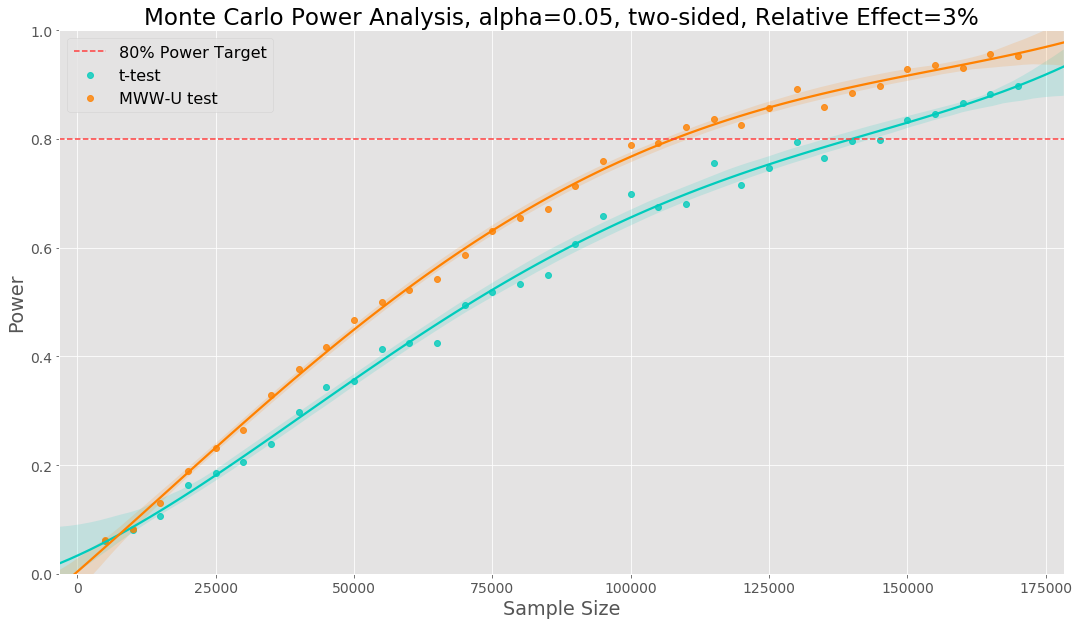 Monte Carlo Power Analysis, alpha=0.05, two-sided, Relative Effect=3%
80% Power Target
t-test
MWW-U test
1.0
0.8
0.6
0.4
0.2
0.0
Power
0 25000 50000 75000 100000 125000 150000 175000
Sample Size